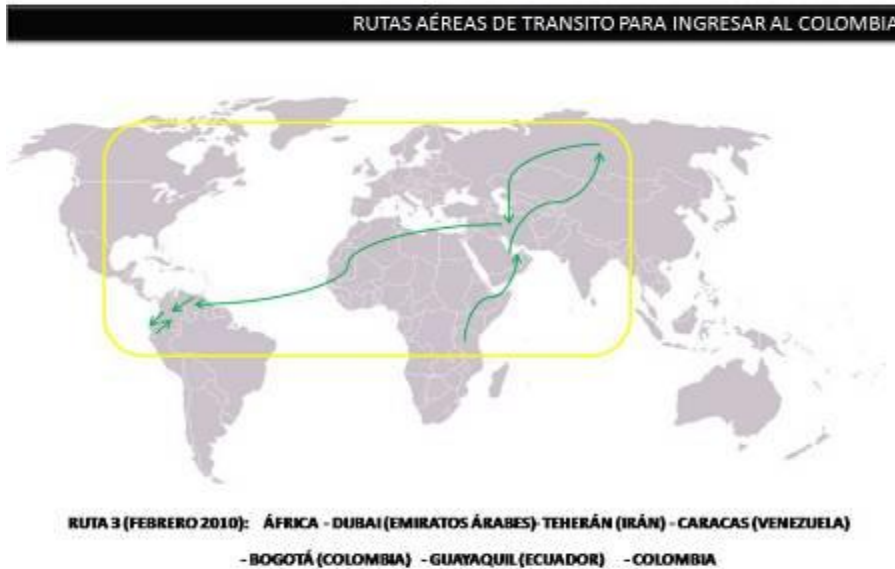 RUTAS AÉREAS DE TRANSITO PARA INGRESAR AL COLOMBIA
RUTA 3 (FEBRERO 2010): ÁFRICA - DUBAI (EMIRATOS ÁRABES)- TEHERÁN (IRÁN) - CARACAS (VENEZUELA)
- BOGOTÁ (COLOMBIA) - GUAYAQUIL (ECUADOR) - COLOMBIA